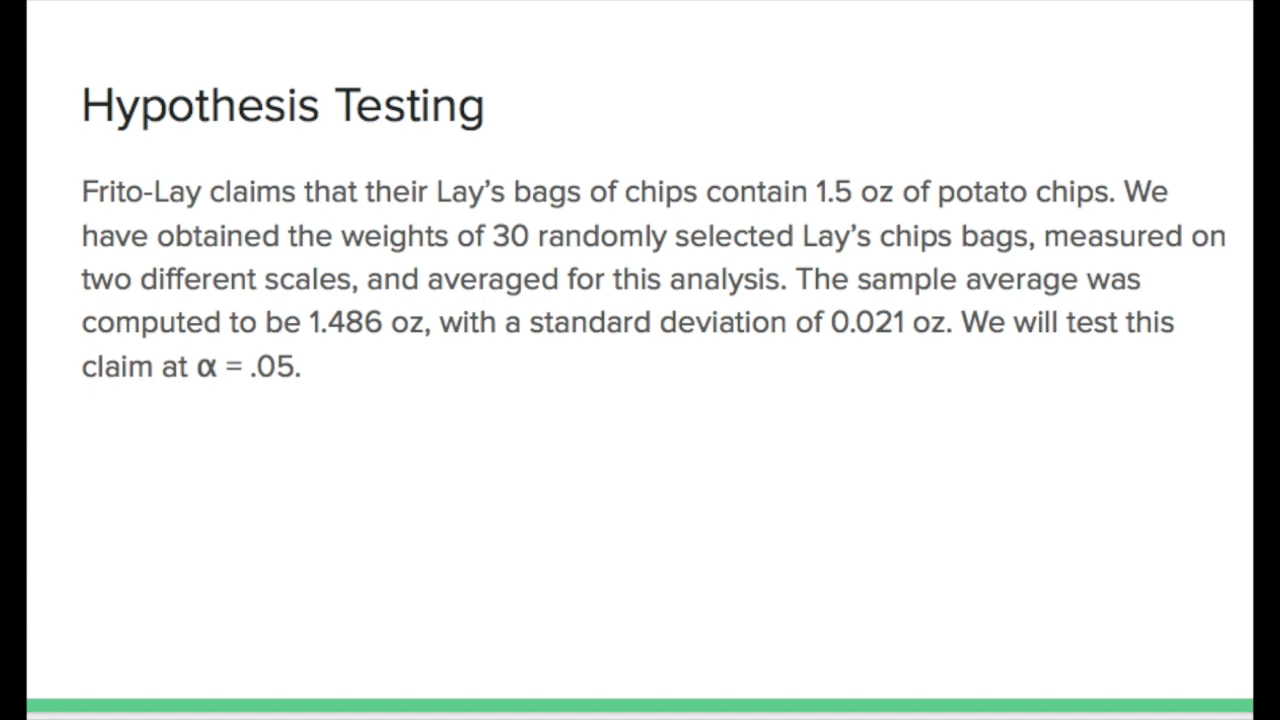 Hypothesis Testing
Frito-Lay claims that their Lay’s bags of chips contain 1.5 oz of potato chips. We
have obtained the weights of 30 randomly selected Lay’s chips bags, measured on
two different scales, and averaged for this analysis. The sample average was
computed to be 1.486 oz, with a standard deviation of 0.021 oz. We will test this
claim at α = .05.